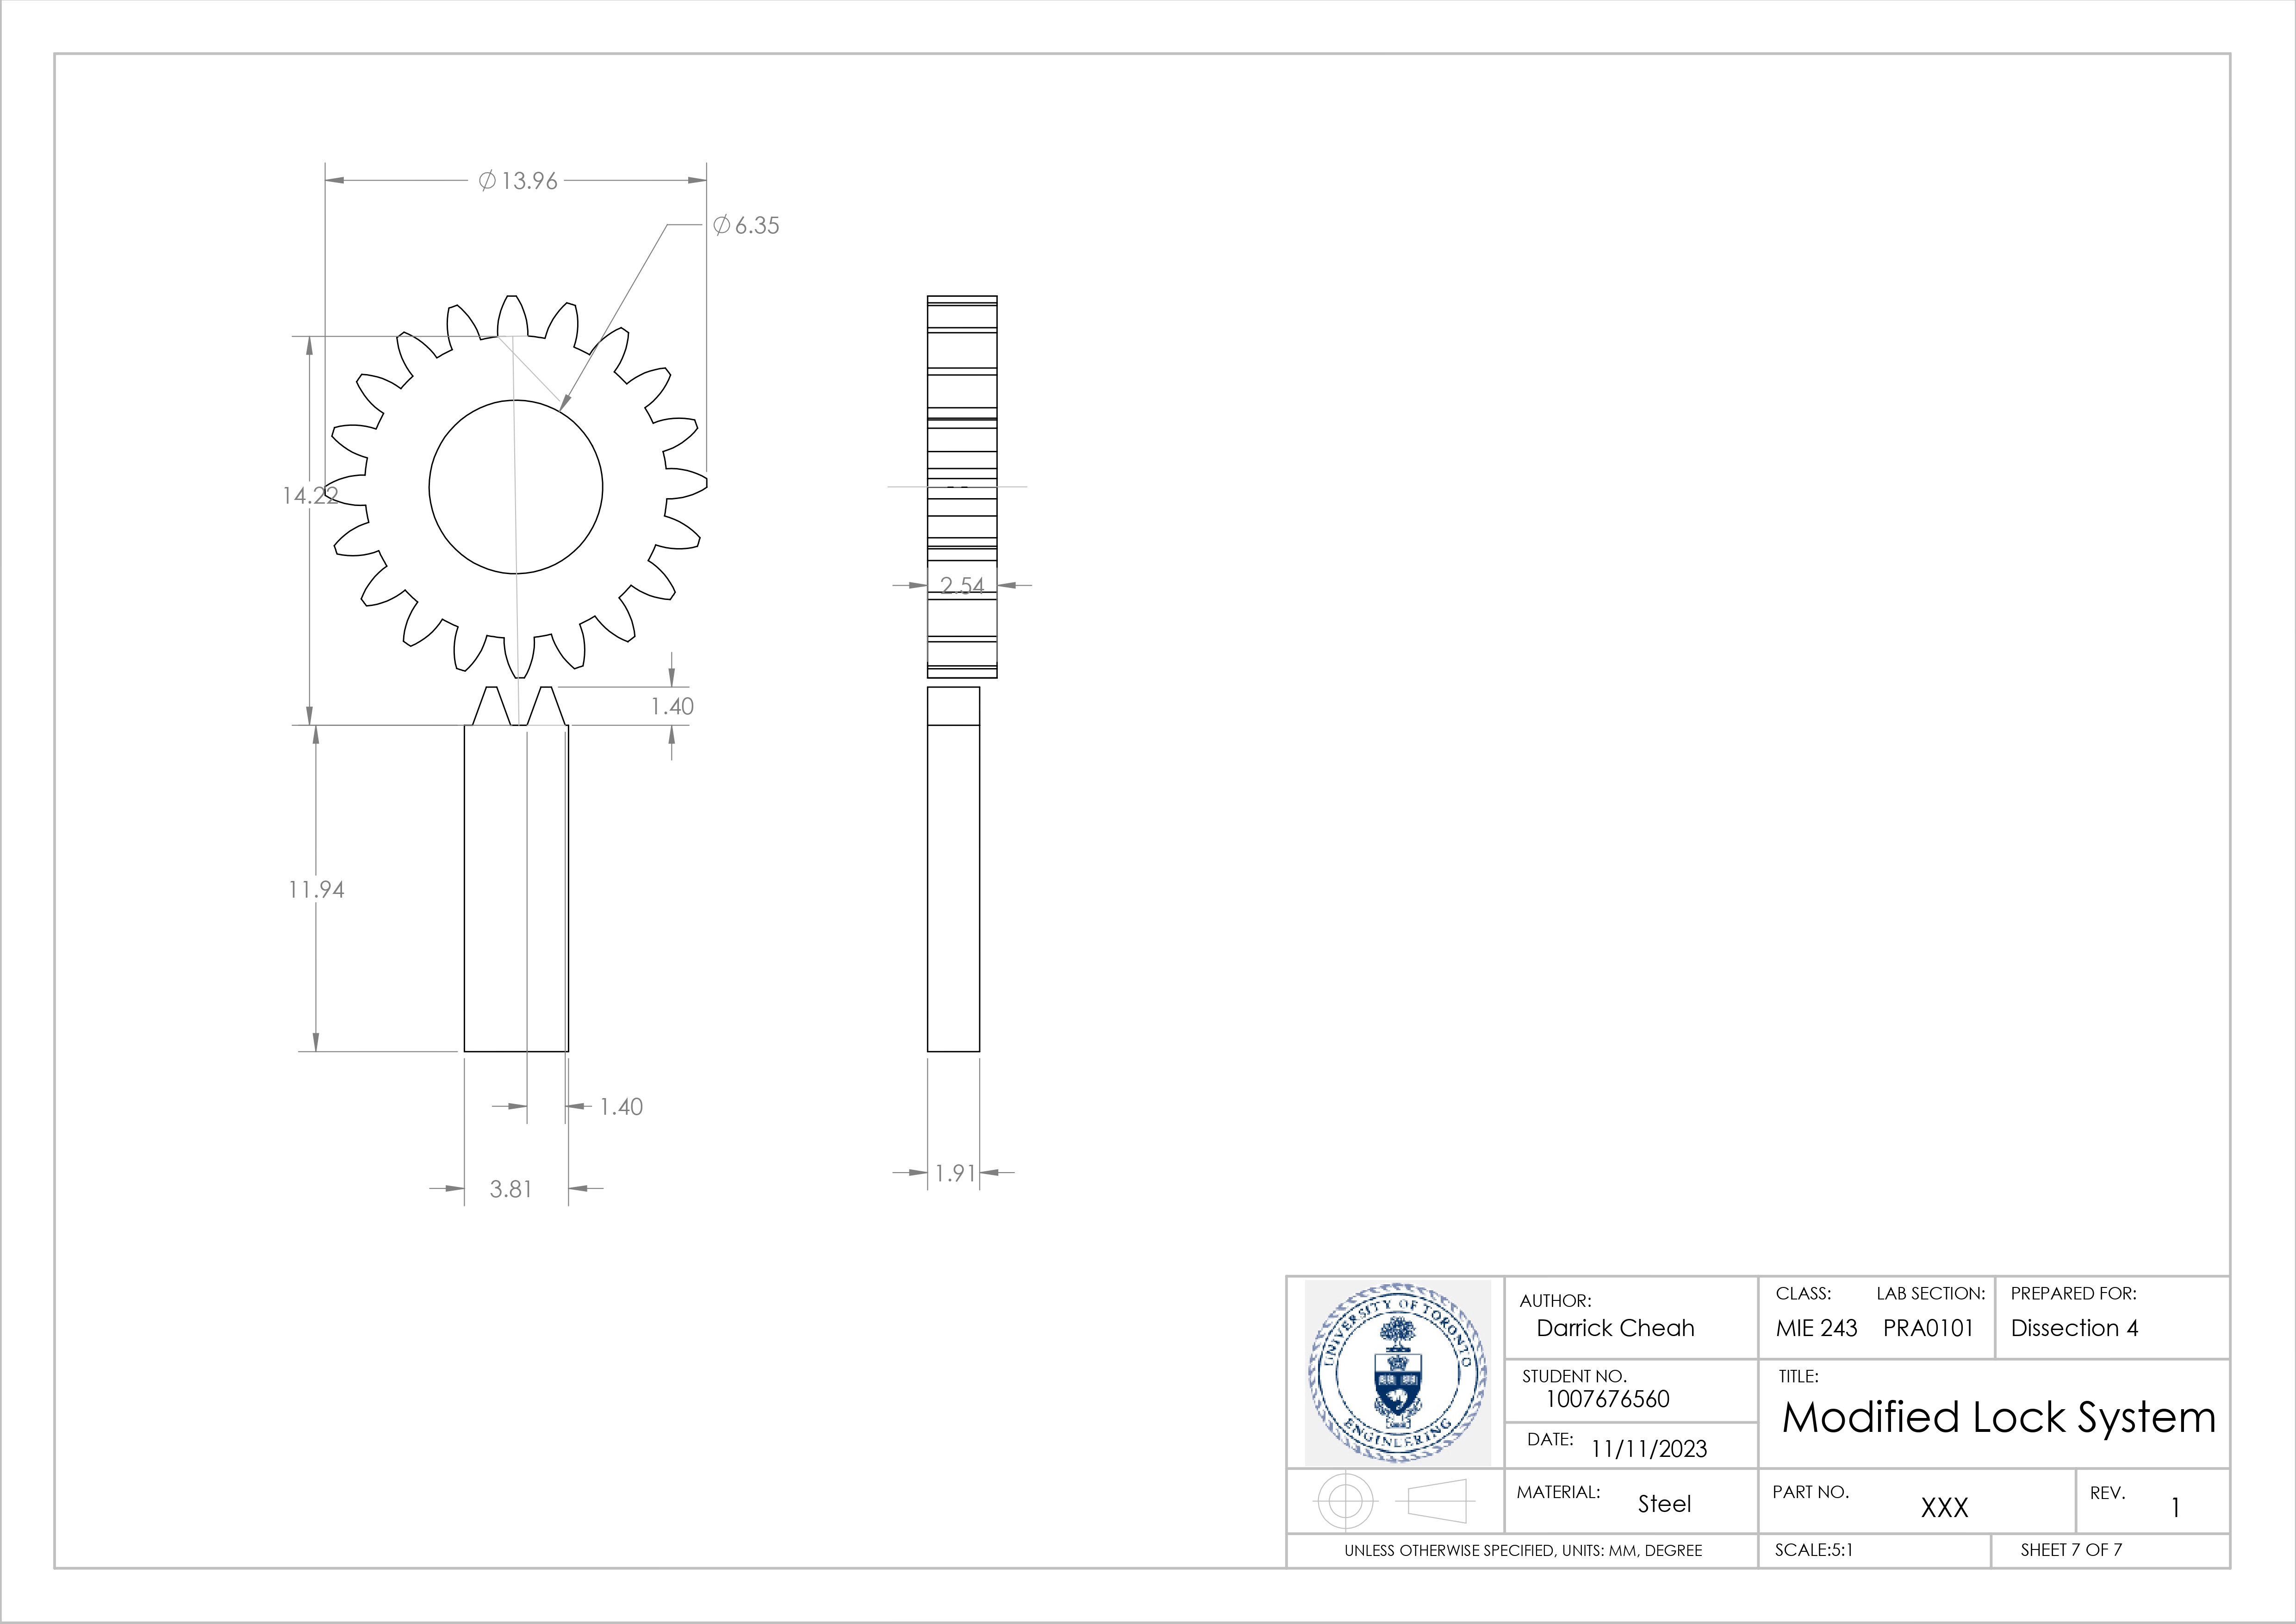 ⌀13.96
⌀6.35
14.22
2.54
1.40
11.94
1.40
1.91
3.81
UNIVERSITY OF TORONTO
ENGINEERING
AUTHOR:
Darrick Cheah
CLASS: LAB SECTION:
MIE 243 PRA0101
PREPARED FOR:
Dissection 4
STUDENT NO.
1007676560
TITLE:
Modified Lock System
DATE: 11/11/2023
MATERIAL: Steel
PART NO. XXX
REV. 1
UNLESS OTHERWISE SPECIFIED, UNITS: MM, DEGREE
SCALE:5:1
SHEET 7 OF 7